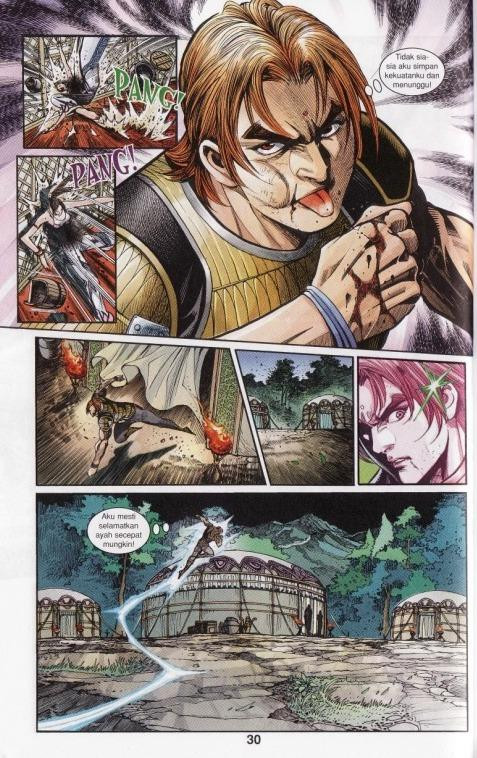 Tidak sia-
sia aku simpan
kekuatanku dan
menunggu!
PANG!
PANG!
Aku mesti
selamatkan
ayah secepat
mungkin!
30